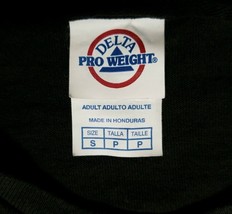 DELTA
PRO WEIGHT®
ADULT ADULTO ADULTE
MADE IN HONDURAS
SIZE TALLA TAILLE
S P P